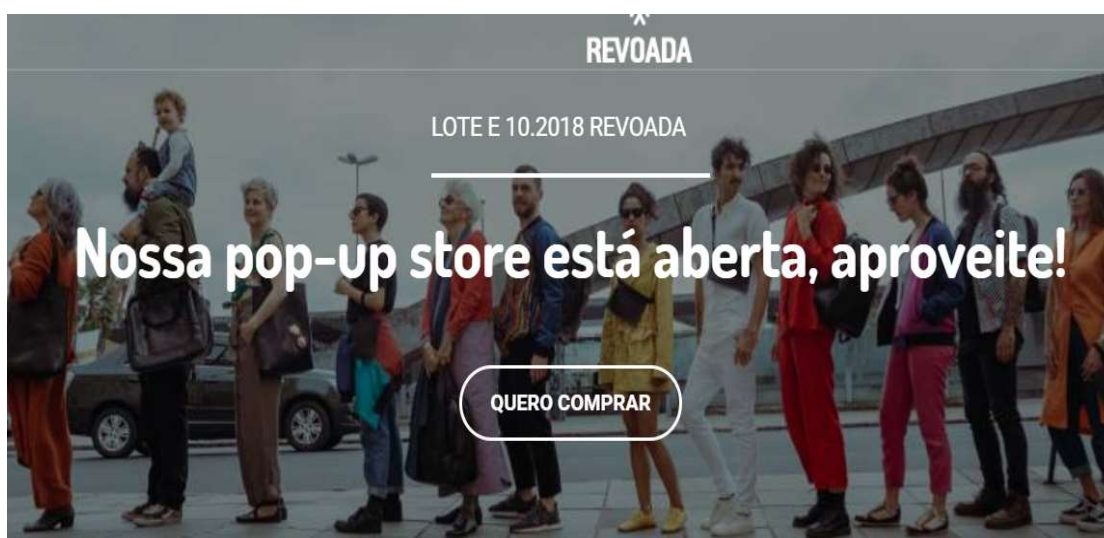 REVOADA
LOTE E 10.2018 REVOADA
Nossa pop-up store está aberta, aproveite!
QUERO COMPRAR